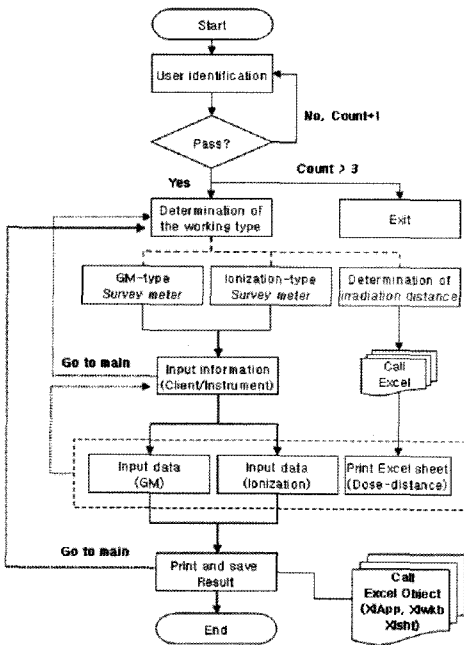 Start
User identification
No, Count+1
Pass?
Count > 3
Yes
Determination of
the working type
Exit
GM-type
Survey meter
Ionization-type
Survey meter
Determination of
irradiation distance
Go to main
Input information
(Client/Instrument)
Call
Excel
Input data
(GM)
Input data
(Ionization)
Print Excel sheet
(Dose-distance)
Go to main
Print and save
Result
Call
Excel Object
(XlApp, Xlwkb
Xlsht)
End